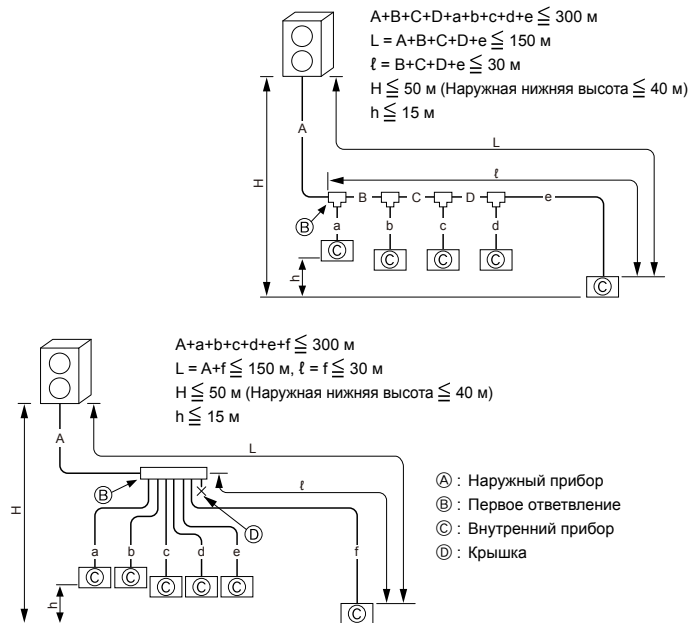 A+B+C+D+a+b+c+d+e ≦ 300 м
L = A+B+C+D+e ≦ 150 м
ℓ = B+C+D+e ≦ 30 м
H ≦ 50 м (Наружная нижняя высота ≦ 40 м)
h ≦ 15 м
A
L
H
ℓ
B C D e
Ⓑ a b c d
Ⓒ
h Ⓒ Ⓒ Ⓒ
Ⓒ
A+a+b+c+d+e+f ≦ 300 м
L = A+f ≦ 150 м, ℓ = f ≦ 30 м
H ≦ 50 м (Наружная нижняя высота ≦ 40 м)
h ≦ 15 м
A
L
H
Ⓑ
ℓ
Ⓓ
a b c d e f
Ⓒ Ⓒ Ⓒ Ⓒ Ⓒ
h
Ⓒ
Ⓐ : Наружный прибор
Ⓑ : Первое ответвление
Ⓒ : Внутренний прибор
Ⓓ : Крышка